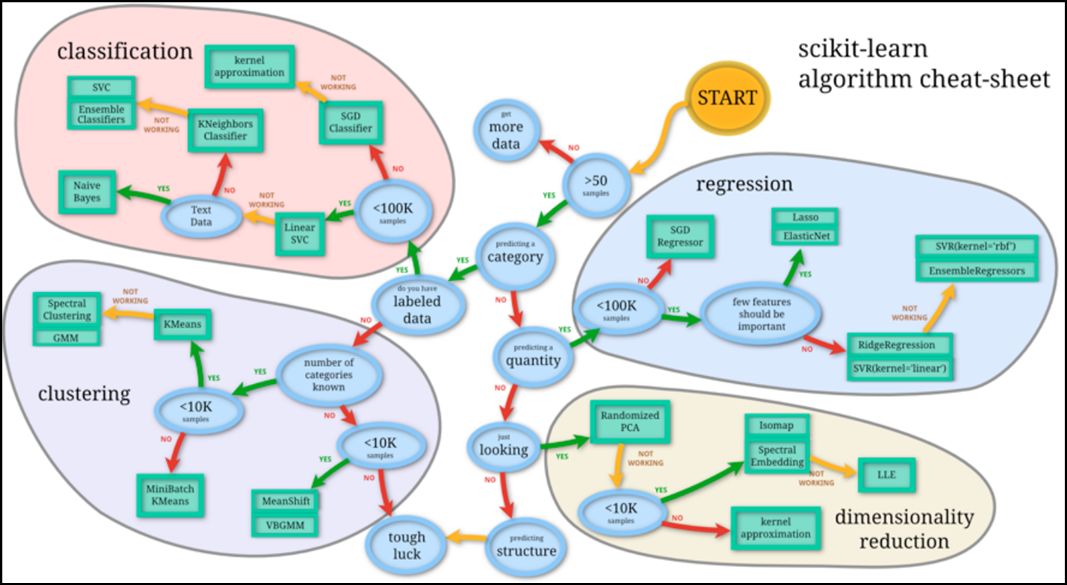 scikit-learn
algorithm cheat-sheet
START
classification
kernel
approximation
NOT
WORKING
SVC
Ensemble
Classifiers
NOT
WORKING
KNeighbors
Classifier
SGD
Classifier
NO
Naive
Bayes
YES
NO
Text
Data
NOT
WORKING
Linear
SVC
YES
<100K
samples
YES
get
more
data
NO
>50
samples
YES
predicting a
category
YES
NO
do you have
labeled
data
NO
predicting a
quantity
YES
NO
just
looking
YES
NO
predicting
structure
tough
luck
regression
SGD
Regressor
NO
<100K
samples
YES
Lasso
ElasticNet
YES
few features
should be
important
NO
SVR(kernel='rbf')
EnsembleRegressors
NOT
WORKING
RidgeRegression
SVR(kernel='linear')
clustering
Spectral
Clustering
GMM
NOT
WORKING
KMeans
YES
<10K
samples
NO
MiniBatch
KMeans
YES
number of
categories
known
NO
<10K
samples
YES
NO
MeanShift
VBGMM
dimensionality
reduction
Randomized
PCA
NOT
WORKING
<10K
samples
YES
NO
Isomap
Spectral
Embedding
NOT
WORKING
LLE
kernel
approximation